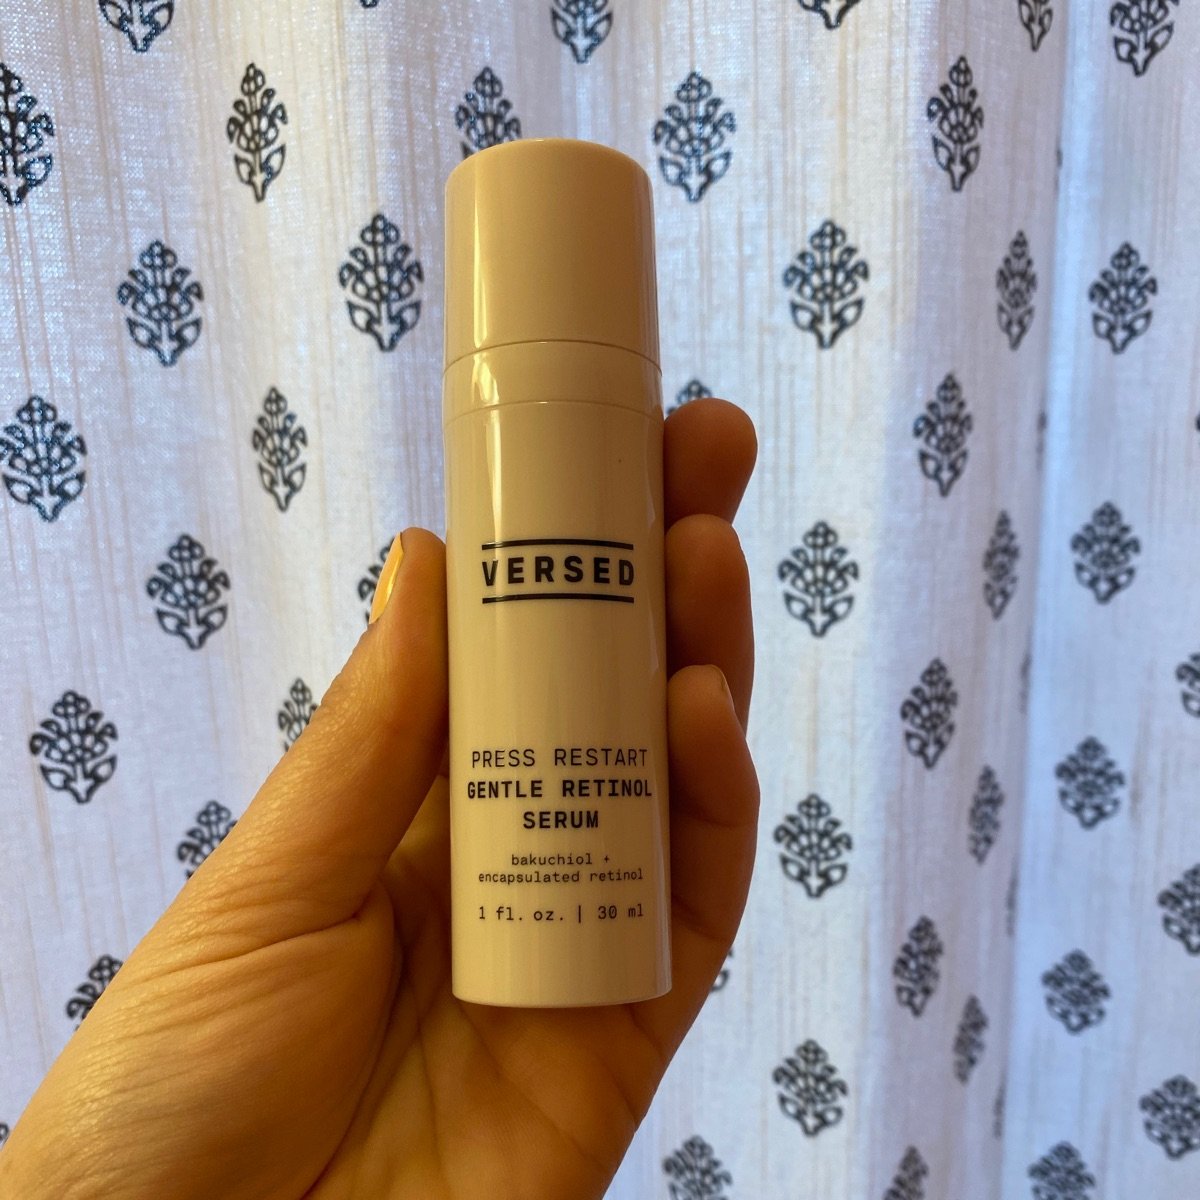 VERSED
PRESS RESTART
GENTLE RETINOL
SERUM
bakuchiol +
encapsulated retinol
1 fl. oz. | 30 ml